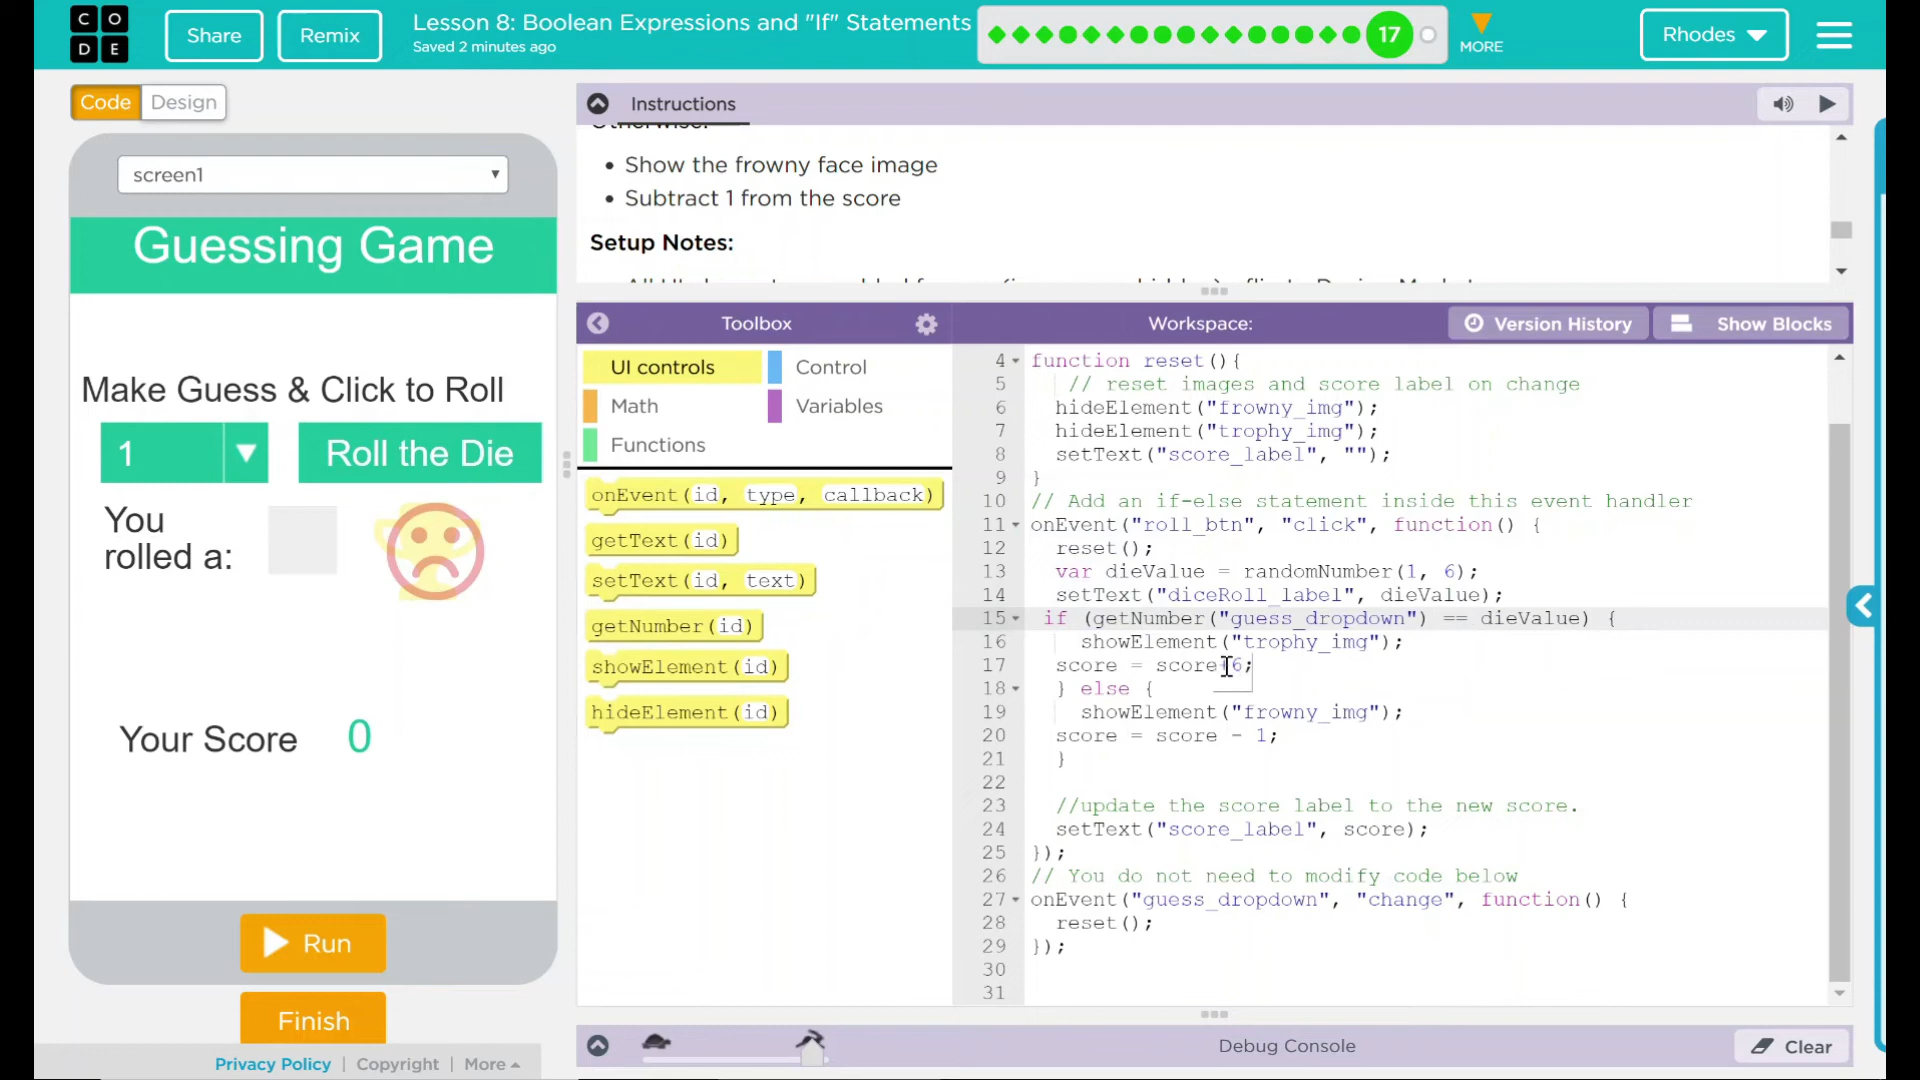 C O
D E
Share
Remix
Lesson 8: Boolean Expressions and "If" Statements
Saved 2 minutes ago
17
MORE
Rhodes
Code
Design
screen1
Guessing Game
Make Guess & Click to Roll
1
Roll the Die
You
rolled a:
Your Score 0
Run
Finish
Privacy Policy | Copyright | More
Instructions
Otherwise:
Show the frowny face image
Subtract 1 from the score
Setup Notes:
Toolbox
UI controls
Control
Math
Variables
Functions
onEvent(id, type, callback)
getText(id)
setText(id, text)
getNumber(id)
showElement(id)
hideElement(id)
Workspace:
Version History
Show Blocks
4 function reset(){
5 // reset images and score label on change
6 hideElement("frowny_img");
7 hideElement("trophy_img");
8 setText("score_label", "");
9 }
10 // Add an if-else statement inside this event handler
11 onEvent("roll_btn", "click", function() {
12 reset();
13 var dieValue = randomNumber(1, 6);
14 setText("diceRoll_label", dieValue);
15 if (getNumber("guess_dropdown") == dieValue) {
16 showElement("trophy_img");
17 score = score 6;
18 } else {
19 showElement("frowny_img");
20 score = score - 1;
21 }
22
23 //update the score label to the new score.
24 setText("score_label", score);
25 });
26 // You do not need to modify code below
27 onEvent("guess_dropdown", "change", function() {
28 reset();
29 });
30
31
Debug Console
Clear